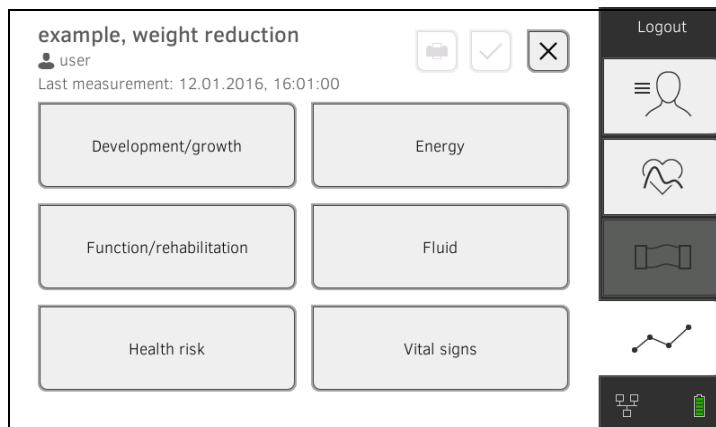 example, weight reduction
user
Last measurement: 12.01.2016, 16:01:00
Logout
Development/growth
Energy
Function/rehabilitation
Fluid
Health risk
Vital signs